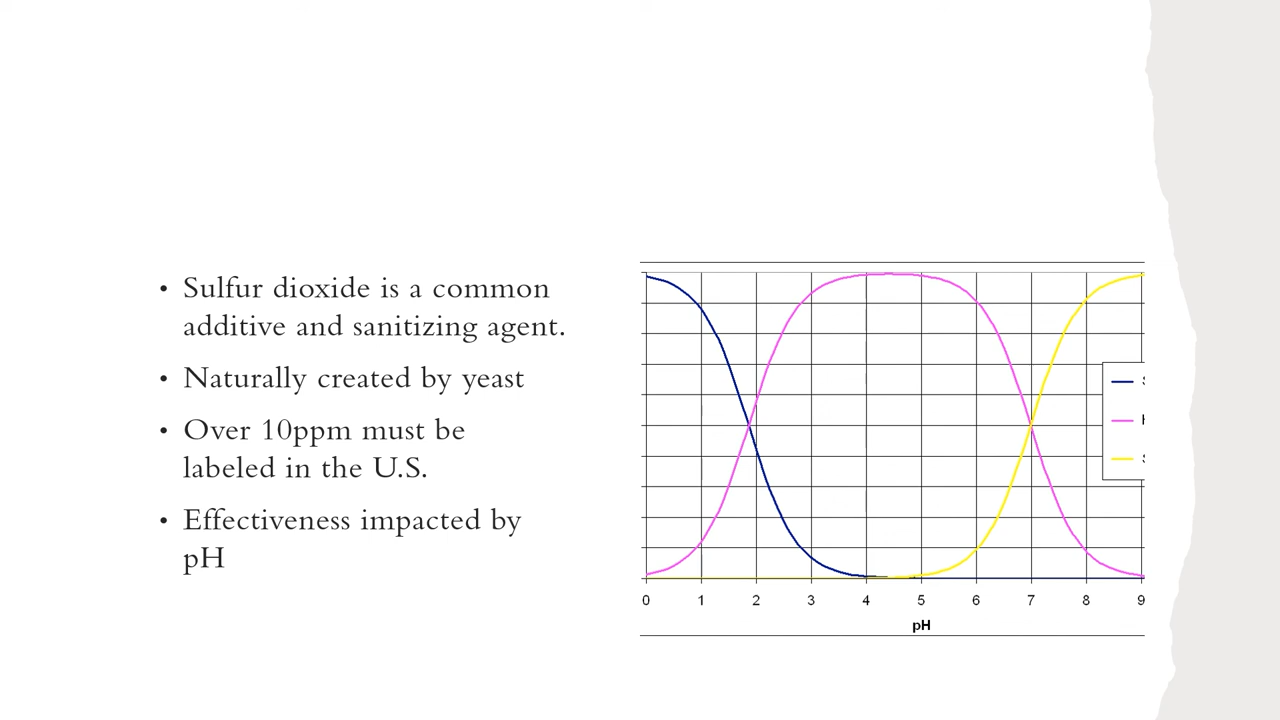 • Sulfur dioxide is a common
additive and sanitizing agent.
• Naturally created by yeast
• Over 10ppm must be
labeled in the U.S.
• Effectiveness impacted by
pH
0 1 2 3 4 5 6 7 8 9
pH